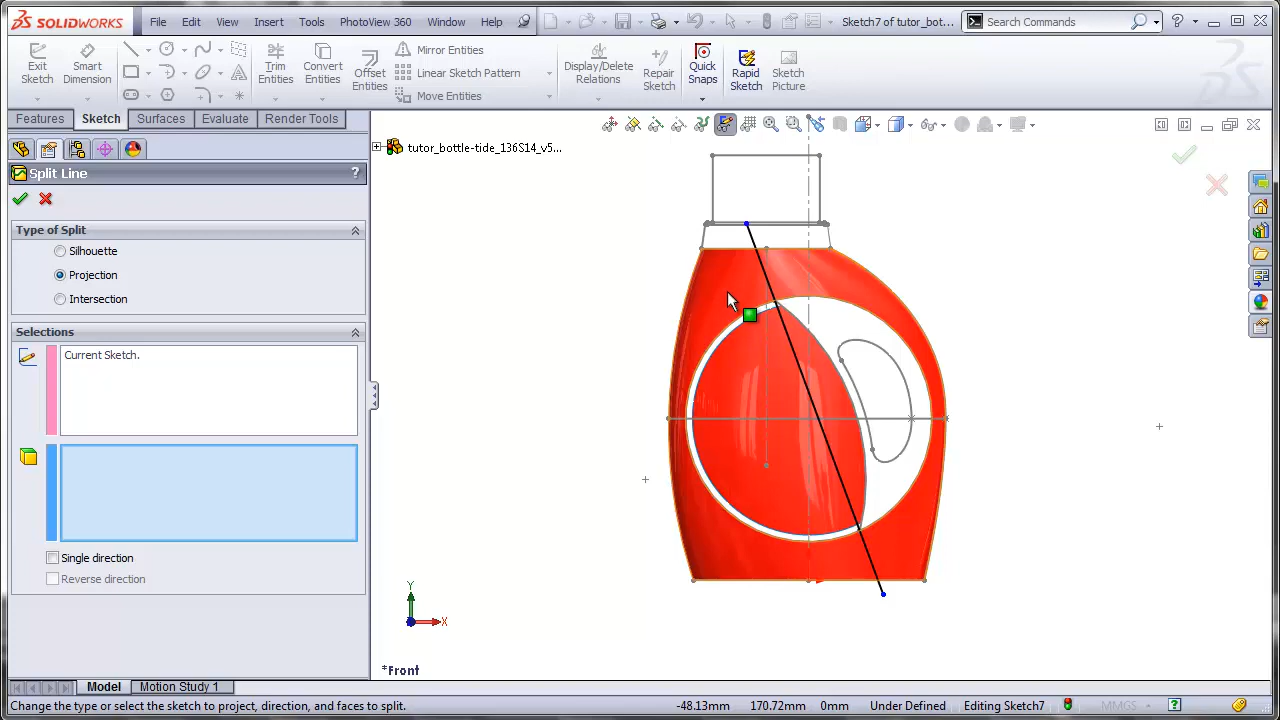 SOLIDWORKS File Edit View Insert Tools PhotoView 360 Window Help Sketch7 of tutor_bot... Search Commands
Exit Sketch
Smart Dimension
Trim Entities
Convert Entities
Offset Entities
Mirror Entities
Linear Sketch Pattern
Move Entities
Display/Delete Relations
Repair Sketch
Quick Snaps
Rapid Sketch
Sketch Picture
Features Sketch Surfaces Evaluate Render Tools
tutor_bottle-tide_136S14_v5...
Split Line ?
Type of Split
Silhouette
Projection
Intersection
Selections
Current Sketch.
Single direction
Reverse direction
Y
X
*Front
Model Motion Study 1
Change the type or select the sketch to project, direction, and faces to split. -48.13mm 170.72mm 0mm Under Defined Editing Sketch7 MMGS ?